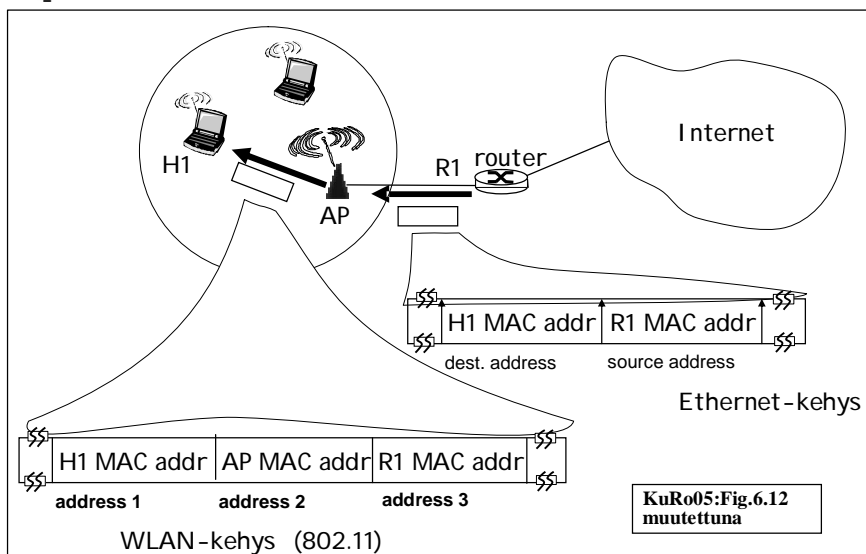 Internet
R1 router
H1
AP
H1 MAC addr R1 MAC addr
dest. address source address
Ethernet-kehys
H1 MAC addr AP MAC addr R1 MAC addr
address 1 address 2 address 3
WLAN-kehys (802.11)
KuRo05:Fig.6.12
muutettuna